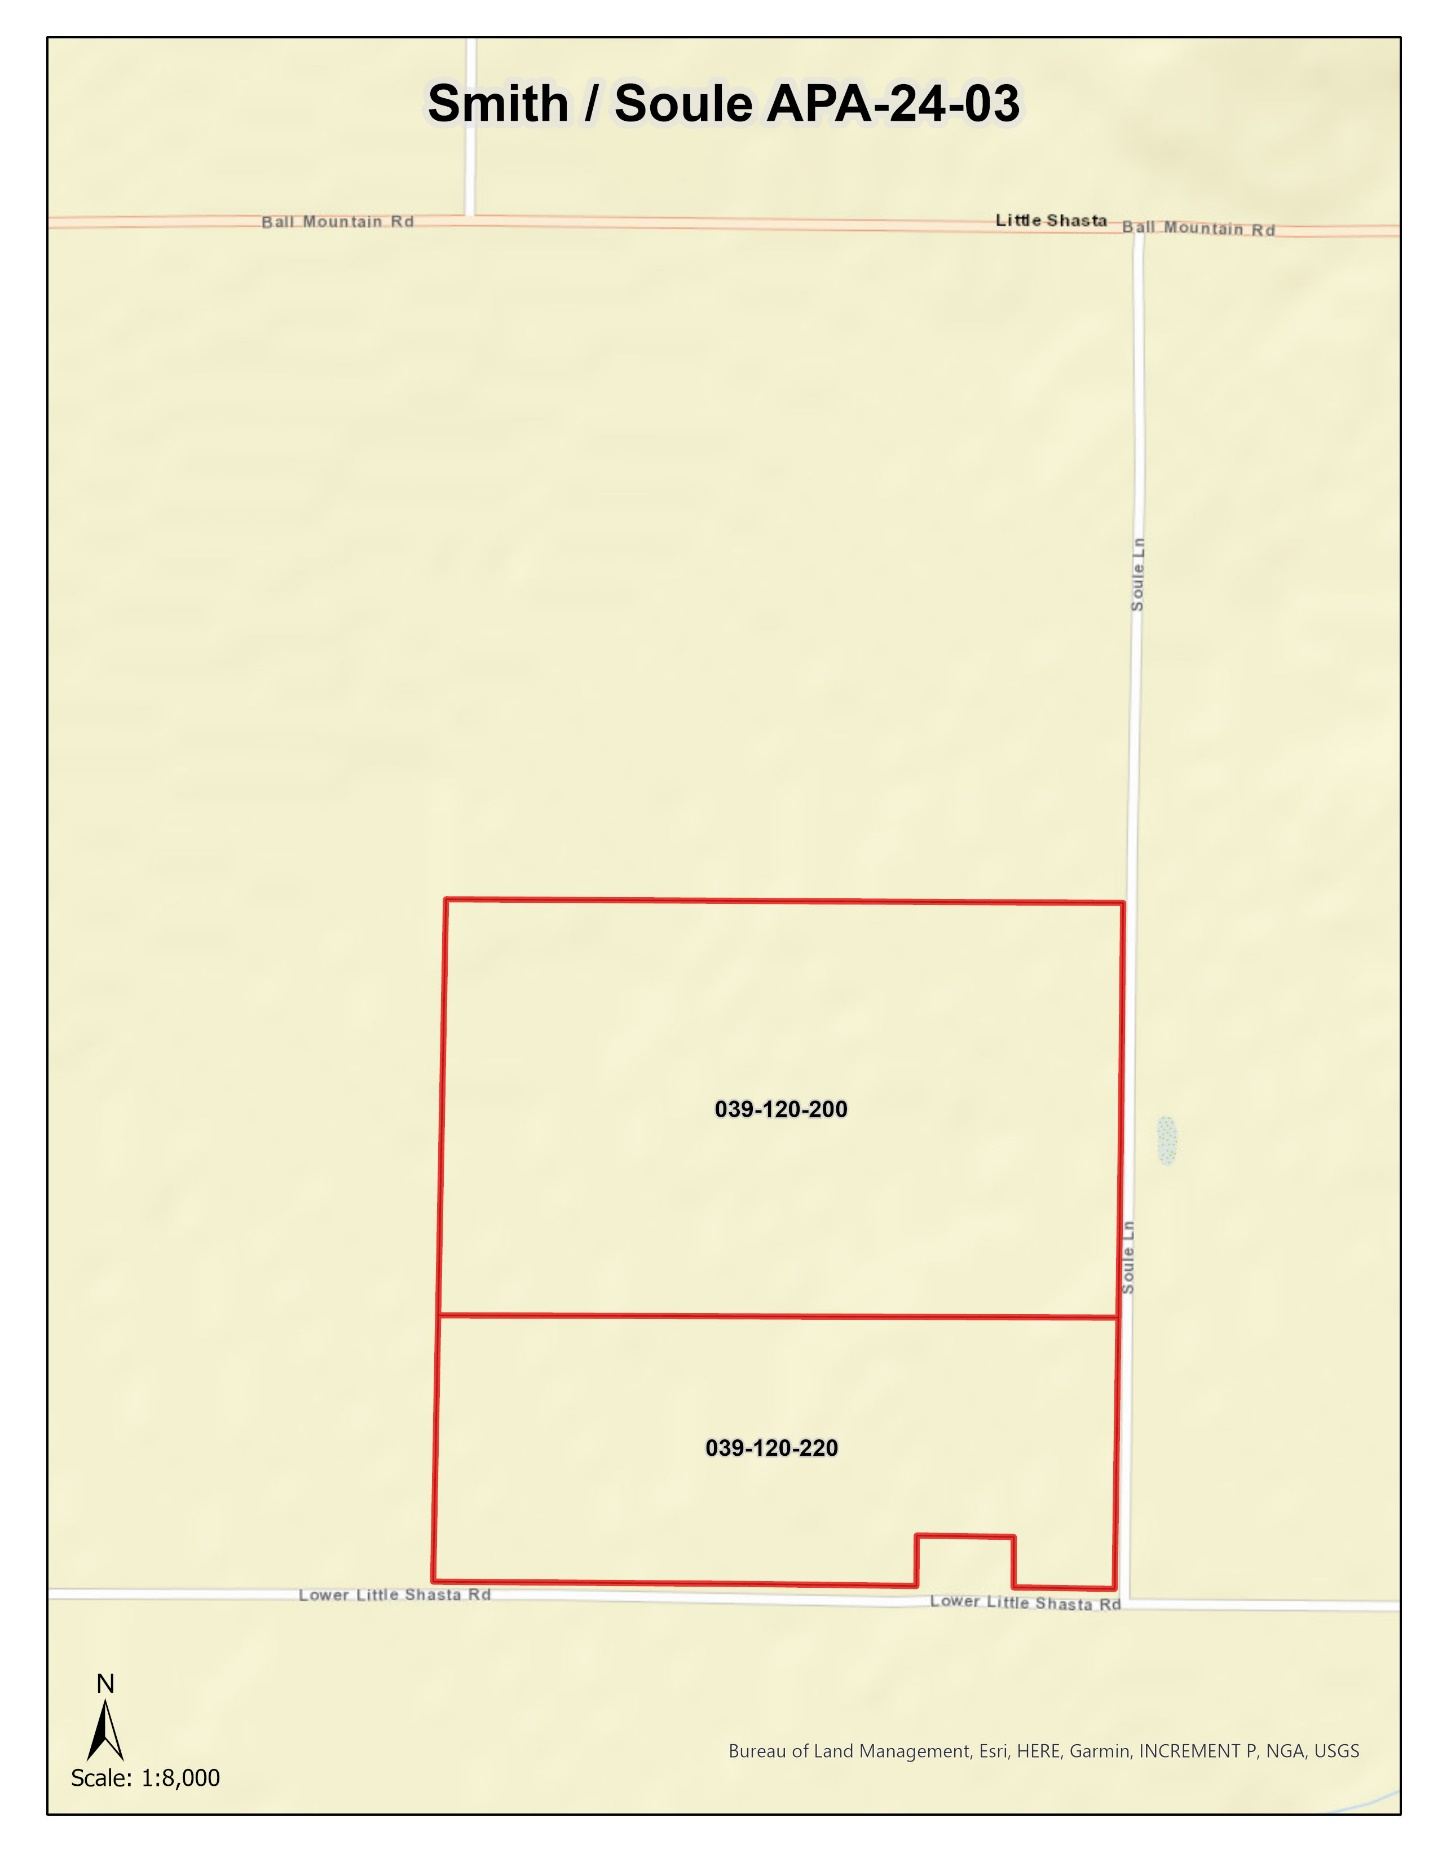 Smith / Soule APA-24-03
Ball Mountain Rd
Little Shasta
Ball Mountain Rd
Soule Ln
039-120-200
Soule Ln
039-120-220
Lower Little Shasta Rd
Lower Little Shasta Rd
N
Scale: 1:8,000
Bureau of Land Management, Esri, HERE, Garmin, INCREMENT P, NGA, USGS